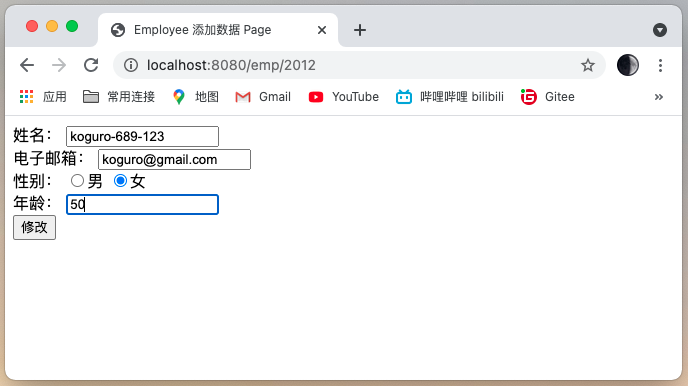 Employee 添加数据 Page
localhost:8080/emp/2012
应用 常用连接 地图 Gmail YouTube 哔哩哔哩 bilibili Gitee
姓名： koguro-689-123
电子邮箱： koguro@gmail.com
性别： 男 女
年龄： 50
修改